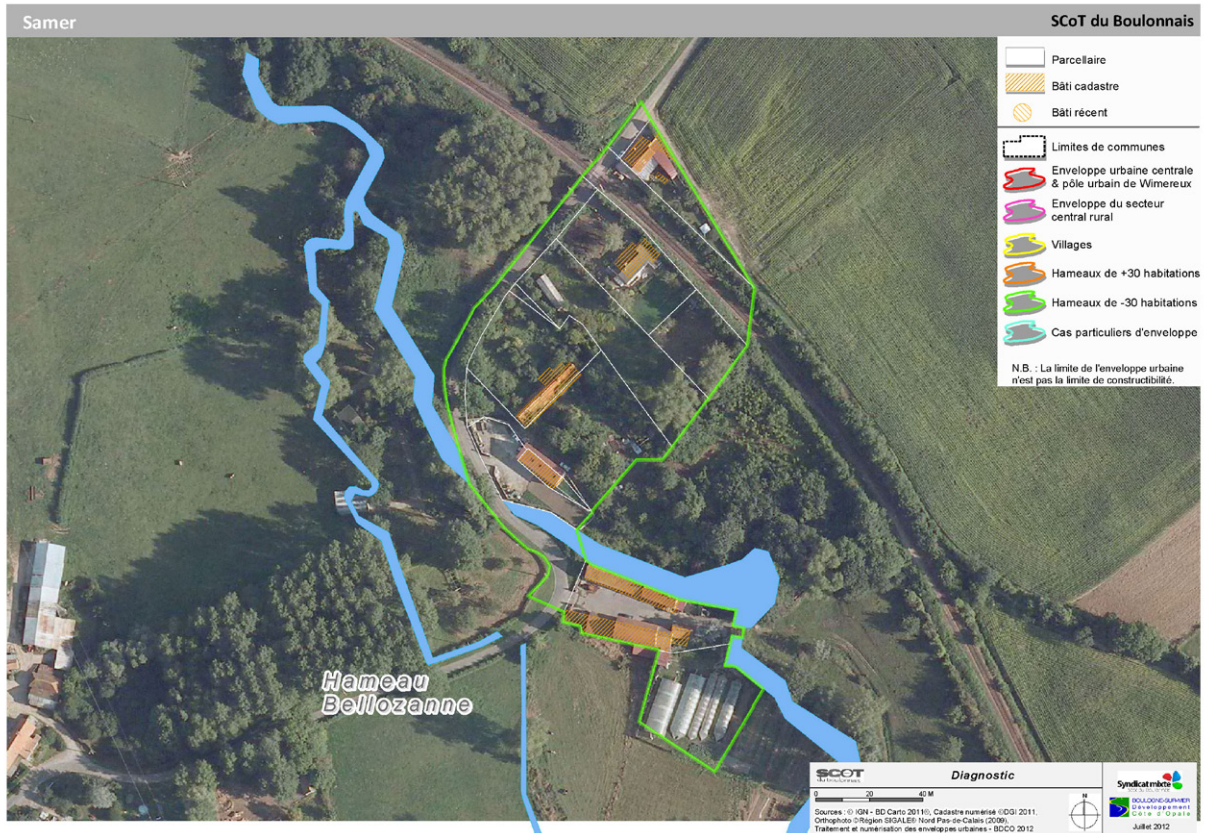 Samer
SCoT du Boulonnais
Parcellaire
Bâti cadastre
Bâti récent
Limites de communes
Enveloppe urbaine centrale
& pôle urbain de Wimereux
Enveloppe du secteur
central rural
Villages
Hameaux de +30 habitations
Hameaux de -30 habitations
Cas particuliers d'enveloppe
N.B. : La limite de l'enveloppe urbaine
n'est pas la limite de constructibilité.
Hameau
Bellozanne
SCOT
du boulonnais
Diagnostic
0 20 40 M
N
Sources : © IGN - BD Carto 2011®, Cadastre numérisé ©DGI 2011.
Orthophoto ©Région SIGALE® Nord Pas-de-Calais (2009).
Traitement et numérisation des enveloppes urbaines - BDCO 2012
Syndicat mixte
BOULOGNE-SUR-MER
Développement
Côte d'Opale
Juillet 2012